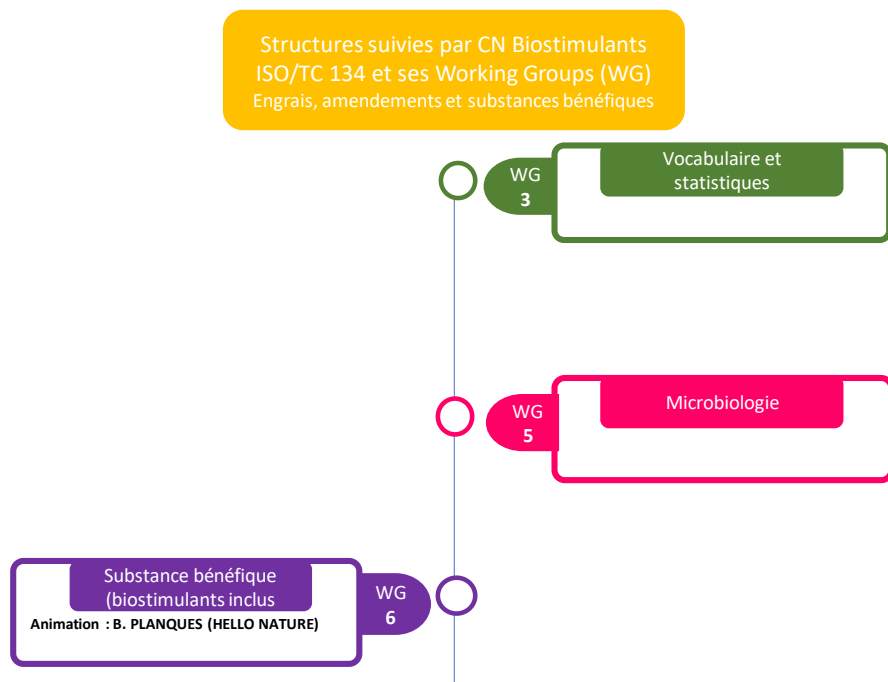 Structures suivies par CN Biostimulants
ISO/TC 134 et ses Working Groups (WG)
Engrais, amendements et substances bénéfiques
WG
3
Vocabulaire et
statistiques
WG
5
Microbiologie
Substance bénéfique
(biostimulants inclus
Animation : B. PLANQUES (HELLO NATURE)
WG
6